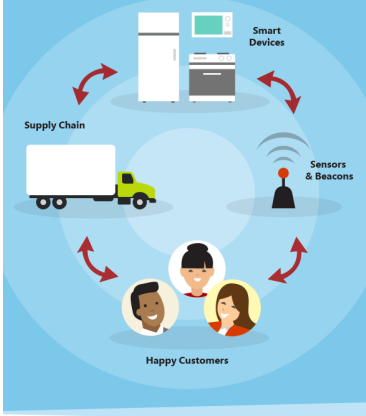 Smart
Devices
Supply Chain
Sensors
& Beacons
Happy Customers